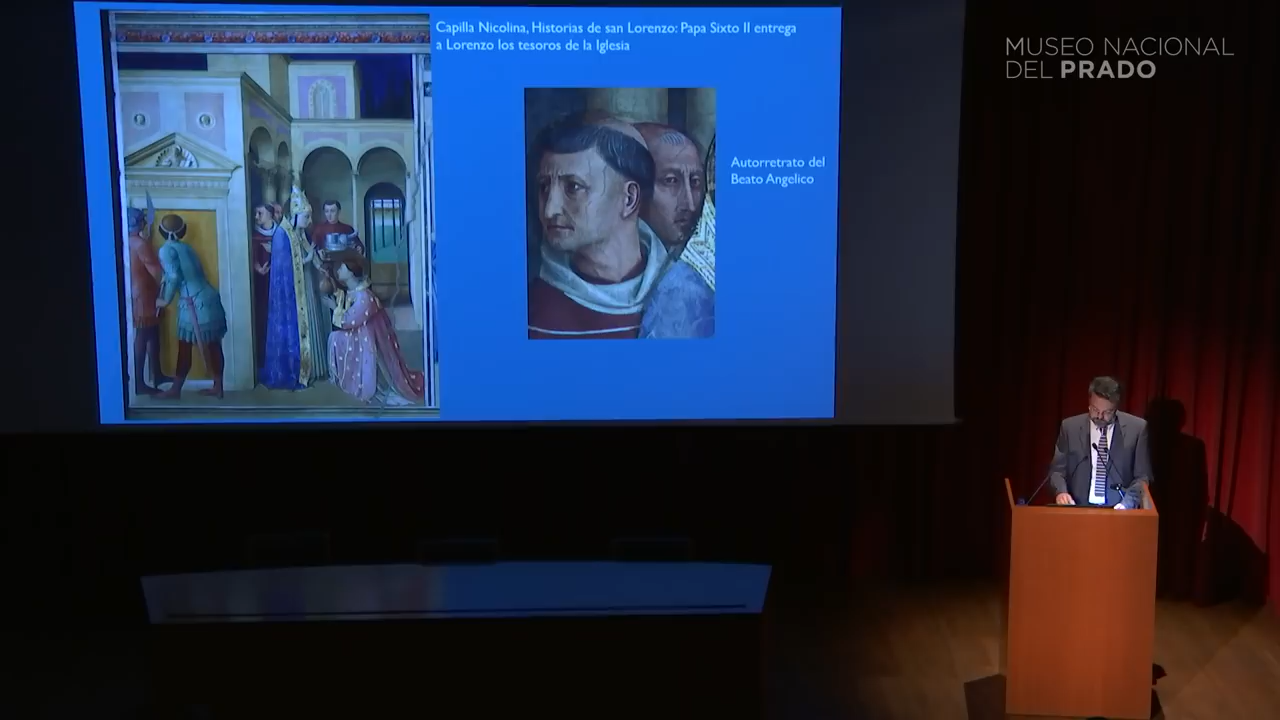 Capilla Nicolina, Historias de san Lorenzo: Papa Sixto II entrega
a Lorenzo los tesoros de la Iglesia
Autorretrato del
Beato Angelico
MUSEO NACIONAL
DEL PRADO